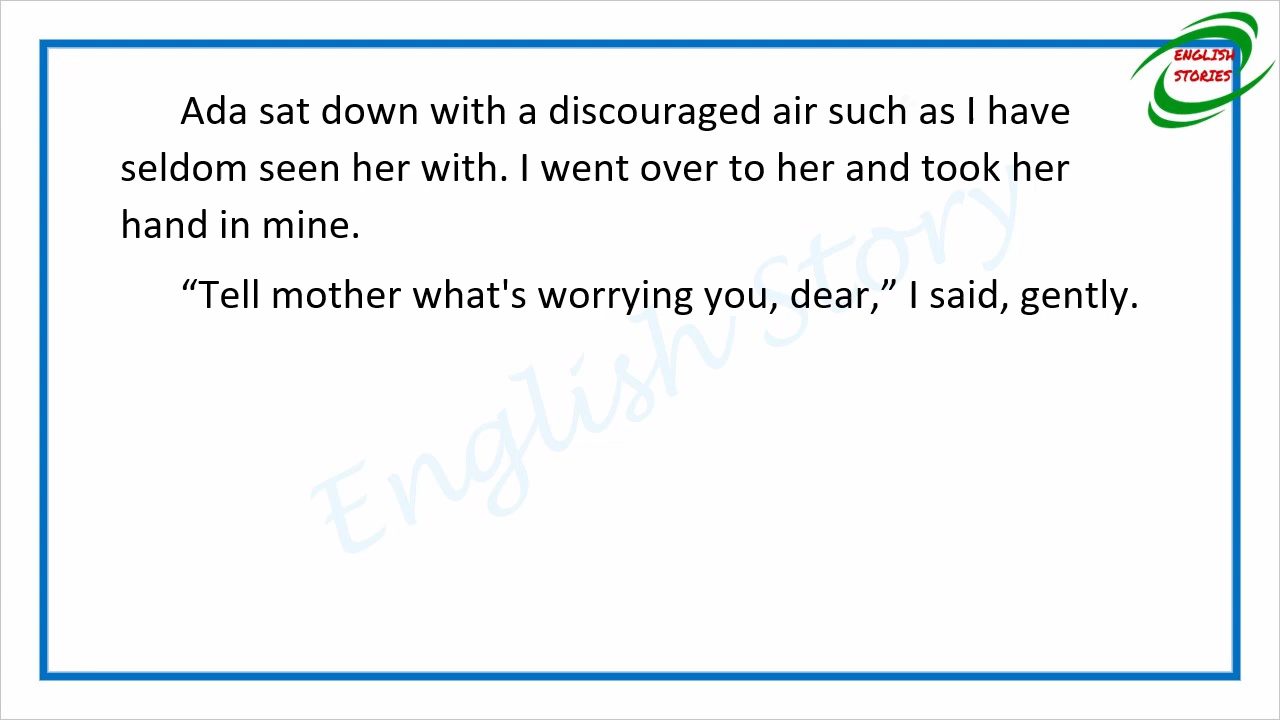 ENGLISH
STORIES
Ada sat down with a discouraged air such as I have
seldom seen her with. I went over to her and took her
hand in mine.
“Tell mother what's worrying you, dear,” I said, gently.
English Story